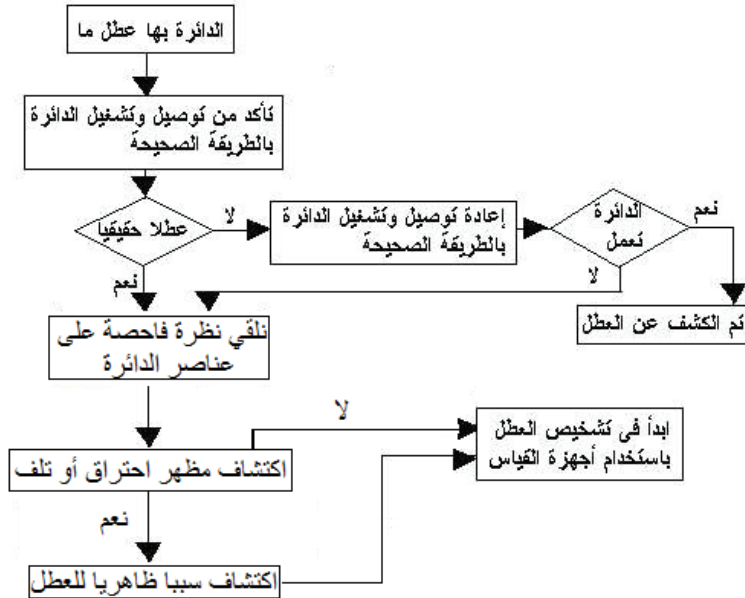 الدائرة بها عطل ما
تأكد من توصيل وتشغيل الدائرة
بالطريقة الصحيحة
عطلا حقيقيا
لا
إعادة توصيل وتشغيل الدائرة
بالطريقة الصحيحة
الدائرة
تعمل
نعم
نعم
لا
تم الكشف عن العطل
نلقي نظرة فاحصة على
عناصر الدائرة
لا
ابدأ فى تشخيص العطل
باستخدام أجهزة القياس
اكتشاف مظهر احتراق أو تلف
نعم
اكتشاف سببا ظاهريا للعطل